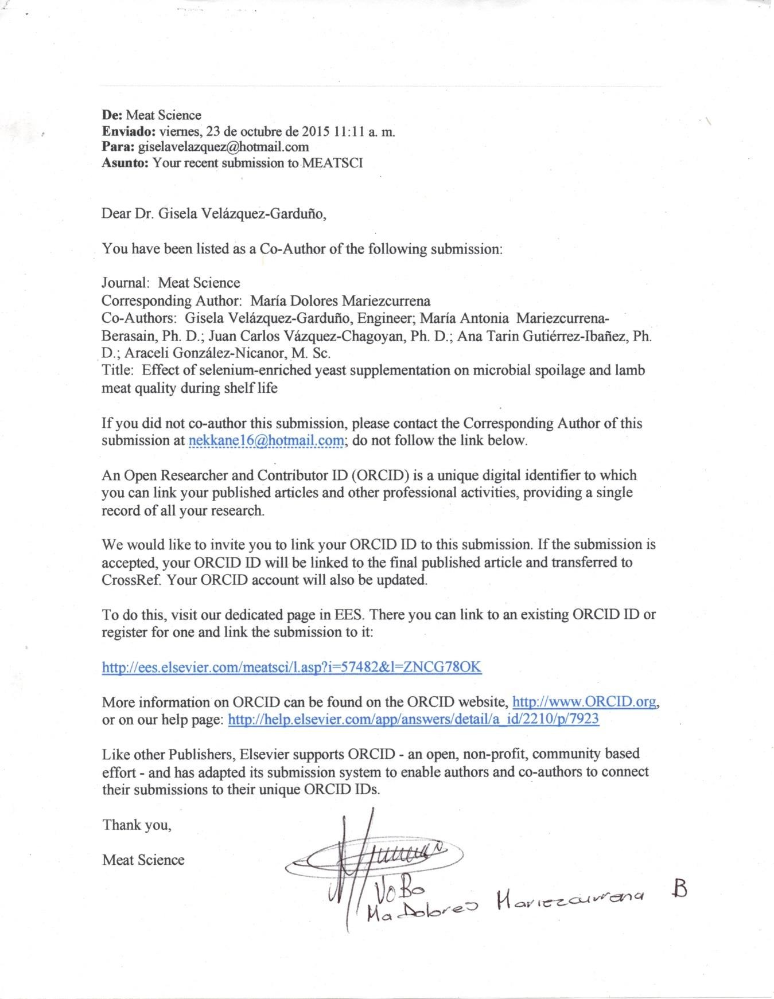 De: Meat Science
Enviado: viernes, 23 de octubre de 2015 11:11 a. m.
Para: giselavelazquez@hotmail.com
Asunto: Your recent submission to MEATSCI
Dear Dr. Gisela Velázquez-Garduño,
You have been listed as a Co-Author of the following submission:
Journal: Meat Science
Corresponding Author: María Dolores Mariezcurrena
Co-Authors: Gisela Velázquez-Garduño, Engineer; María Antonia Mariezcurrena-
Berasain, Ph. D.; Juan Carlos Vázquez-Chagoyan, Ph. D.; Ana Tarin Gutiérrez-Ibañez, Ph.
D.; Araceli González-Nicanor, M. Sc.
Title: Effect of selenium-enriched yeast supplementation on microbial spoilage and lamb
meat quality during shelf life
If you did not co-author this submission, please contact the Corresponding Author of this
submission at nekkane16@hotmail.com; do not follow the link below.
An Open Researcher and Contributor ID (ORCID) is a unique digital identifier to which
you can link your published articles and other professional activities, providing a single
record of all your research.
We would like to invite you to link your ORCID ID to this submission. If the submission is
accepted, your ORCID ID will be linked to the final published article and transferred to
CrossRef. Your ORCID account will also be updated.
To do this, visit our dedicated page in EES. There you can link to an existing ORCID ID or
register for one and link the submission to it:
http://ees.elsevier.com/meatsci/l.asp?i=57482&l=ZNCG78OK
More information on ORCID can be found on the ORCID website, http://www.ORCID.org,
or on our help page: http://help.elsevier.com/app/answers/detail/a_id/2210/p/7923
Like other Publishers, Elsevier supports ORCID - an open, non-profit, community based
effort - and has adapted its submission system to enable authors and co-authors to connect
their submissions to their unique ORCID IDs.
Thank you,
Meat Science
VoBo
Ma Dolores Mariezcurrena B